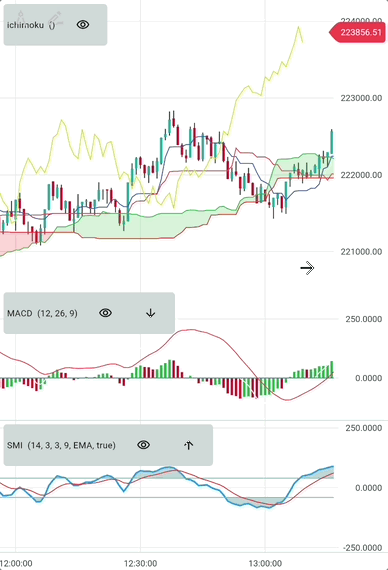 224000.00
ichimoku ()
223856.51
223000.00
222000.00
221000.00
250.0000
MACD (12, 26, 9)
0.0000
250.0000
SMI (14, 3, 3, 9, EMA, true)
0.0000
-250.0000
12:00:00 12:30:00 13:00:00